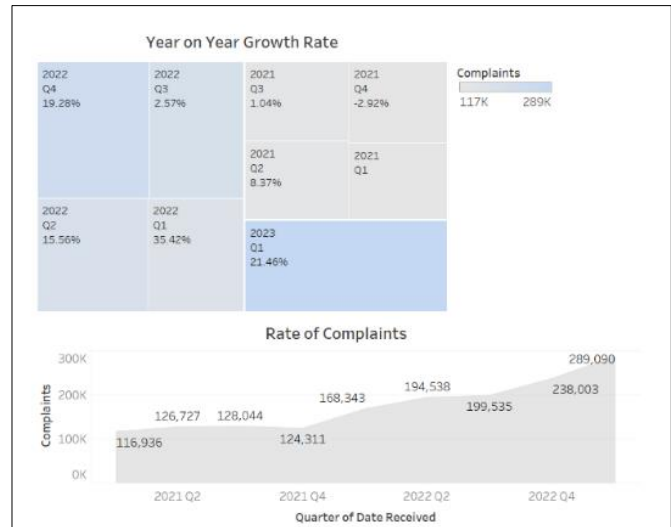 Year on Year Growth Rate
2022
Q4
19.28%
2022
Q3
2.57%
2021
Q3
1.04%
2021
Q4
-2.92%
Complaints
117K 289K
2021
Q2
8.37%
2021
Q1
2022
Q2
15.56%
2022
Q1
35.42%
2023
Q1
21.46%
Rate of Complaints
300K
200K
100K
0K
Complaints
116,936
126,727
128,044
124,311
168,343
194,538
199,535
238,003
289,090
2021 Q2
2021 Q4
2022 Q2
2022 Q4
Quarter of Date Received